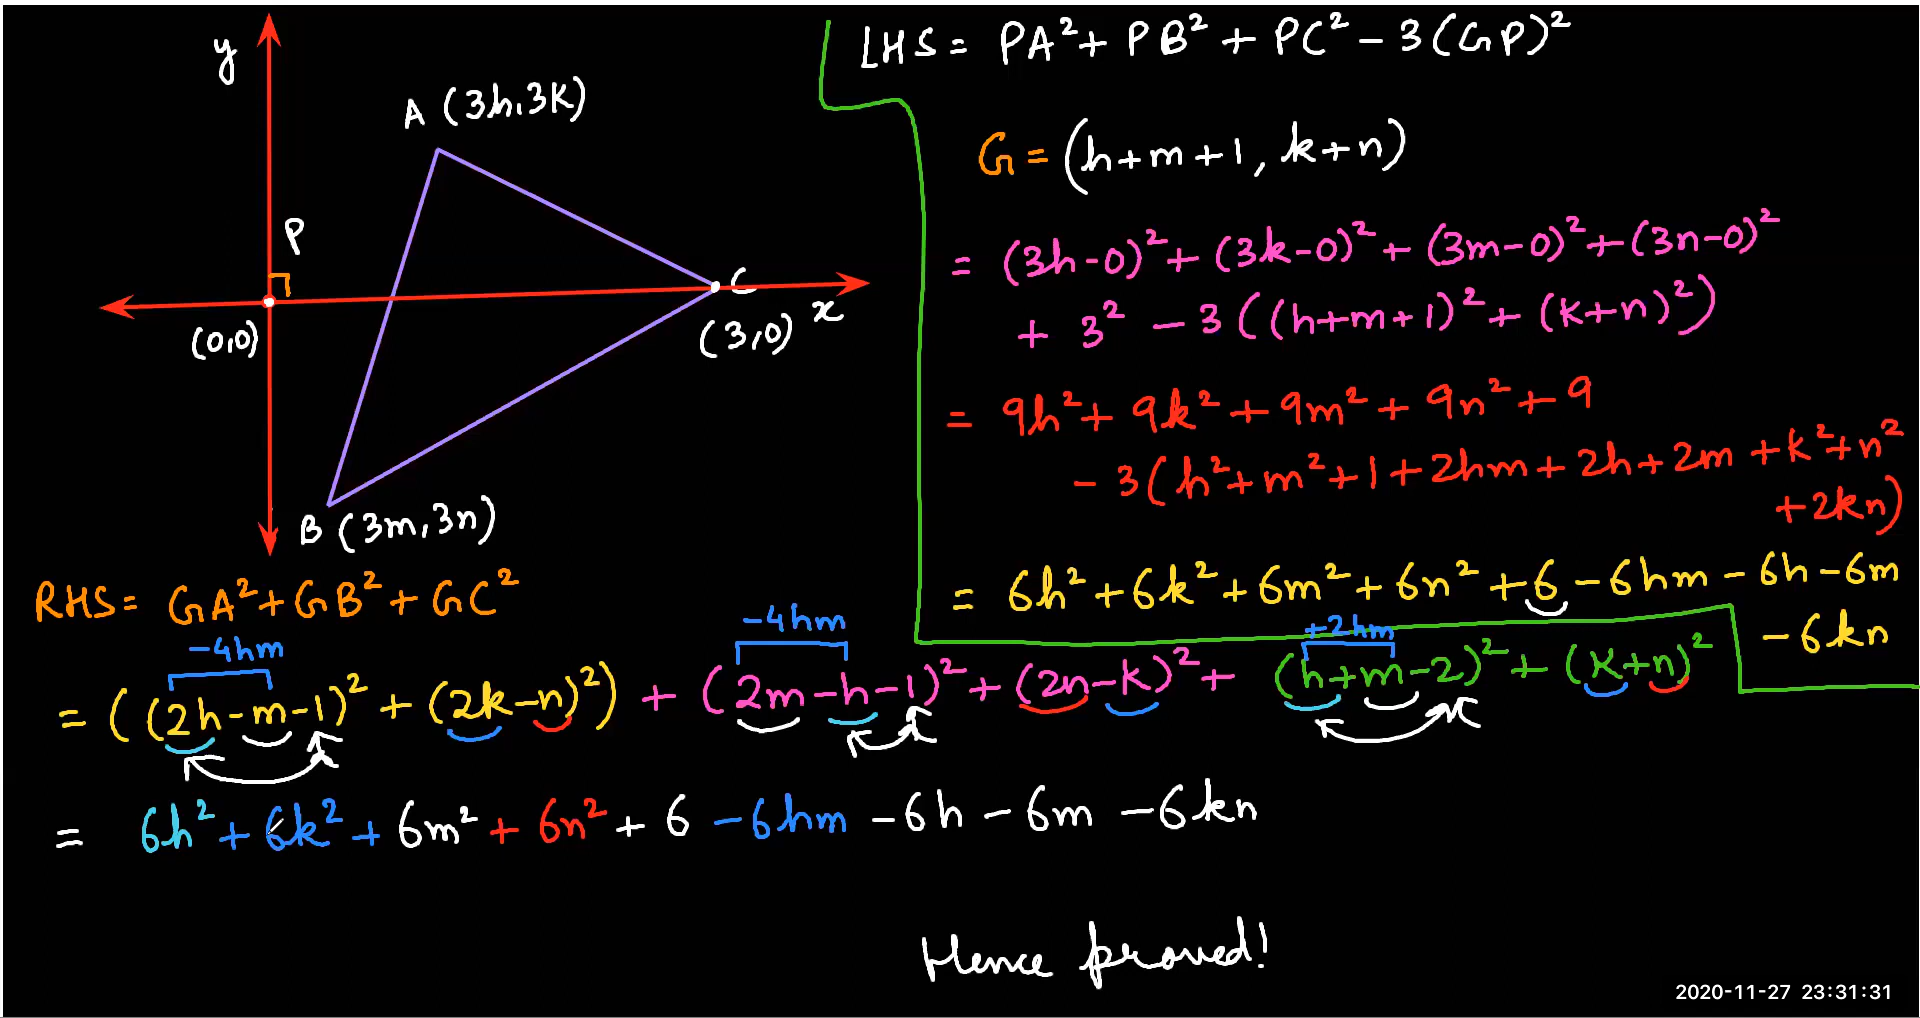 y
A (3h,3k)
P
C
(0,0)
(3,0)
x
B (3m,3n)
LHS = PA²+ PB² + PC² - 3(GP)²
G = (h+m+1, k+n)
= (3h-0)²+ (3k-0)² + (3m-0)²+(3n-0)²
+ 3² - 3((h+m+1)²+ (k+n)²)
= 9h²+ 9k² + 9m² + 9n² + 9
- 3(h²+m²+1+2hm+2h+2m+k²+n²
+2kn)
= 6h²+6k²+6m²+6n²+6-6hm-6h-6m
-6kn
RHS= GA²+GB²+GC²
-4hm
-4hm
+2hm
= ((2h-m-1)² + (2k-n)²) + (2m-h-1)²+(2n-k)²+ (h+m-2)²+(k+n)²
= 6h²+6k²+6m²+6n²+6-6hm-6h-6m-6kn
Hence proved!
2020-11-27 23:31:31